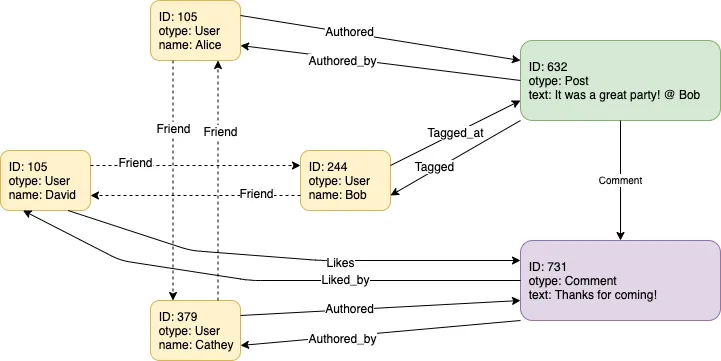 ID: 105
otype: User
name: Alice
Authored
Authored_by
ID: 632
otype: Post
text: It was a great party! @ Bob
Friend
Friend
Tagged_at
Tagged
ID: 105
otype: User
name: David
Friend
Friend
ID: 244
otype: User
name: Bob
Comment
Likes
Liked_by
ID: 731
otype: Comment
text: Thanks for coming!
ID: 379
otype: User
name: Cathey
Authored
Authored_by